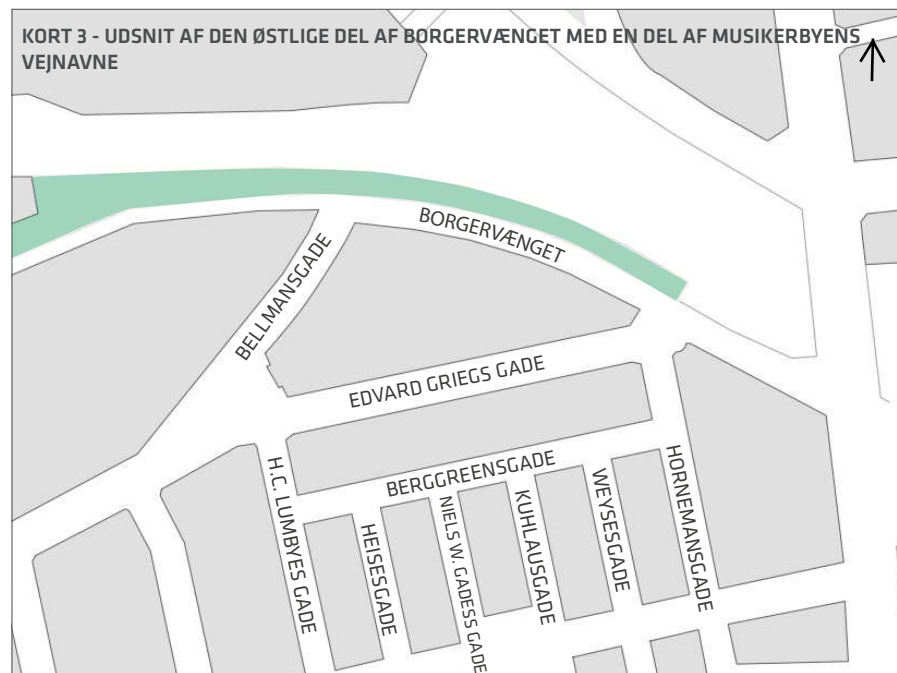 KORT 3 - UDSNIT AF DEN ØSTLIGE DEL AF BORGERVÆNGET MED EN DEL AF MUSIKERBYENS
VEJNAVNE
BORGERVÆNGET
BELLMANSGADE
EDVARD GRIEGS GADE
BERGGREENSGADE
H.C. LUMBYES GADE
HEISESGADE
NIELS W. GADESS GADE
KUHLAUSGADE
WEYSESGADE
HORNEMANSGADE